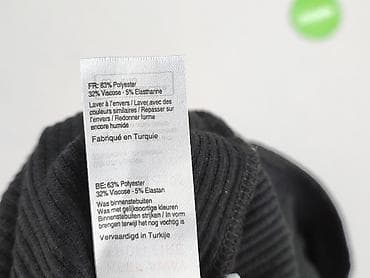 FR: 63% Polyester
32% Viscose - 5% Elasthanne
Laver à l'envers / Laver avec des
couleurs similaires / Repasser sur
l'envers / Redonner forme
encore humide
Fabriqué en Turquie
BE: 63% Polyester
32% Viscose - 5% Elastan
Was binnenstebuiten
Was met gelijksoortige kleuren
Binnenstebuiten strijken / In vorm
brengen terwijl het nog vochtig is
Vervaardigd in Turkije